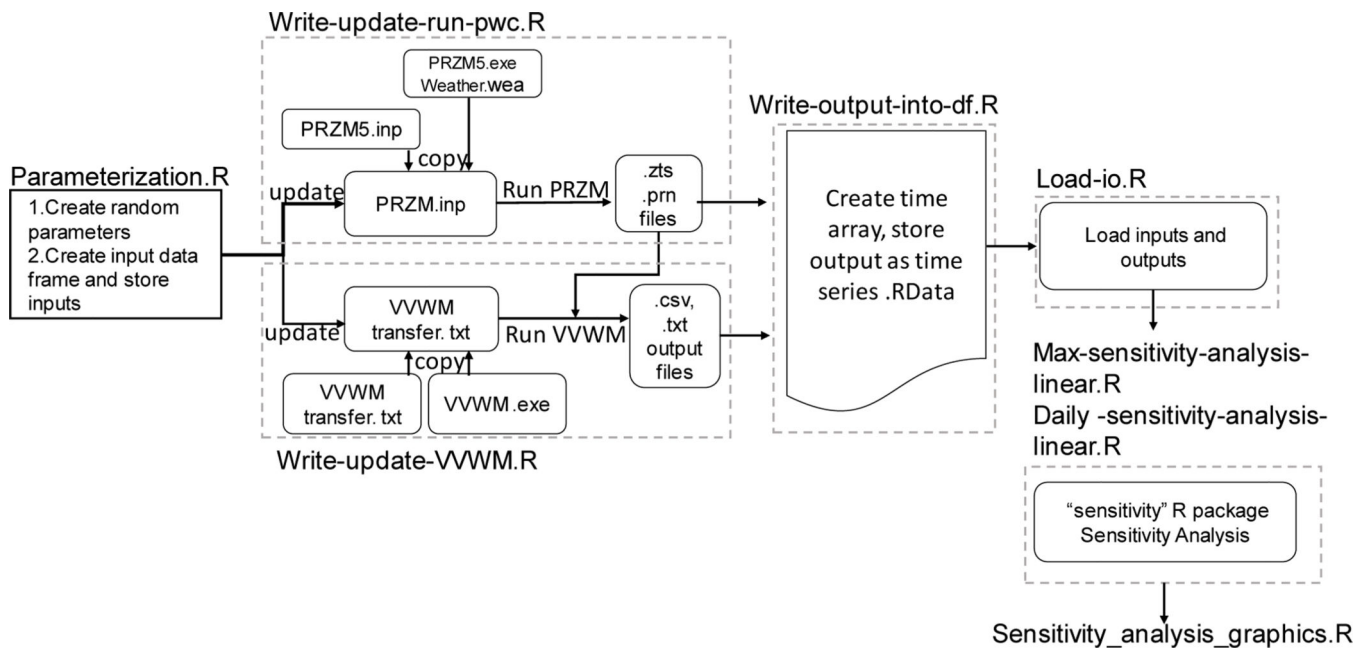 Write-update-run-pwc.R
PRZM5.exe
Weather.wea
PRZM5.inp
copy
Parameterization.R
1.Create random
parameters
2.Create input data
frame and store
inputs
update
PRZM.inp
Run PRZM
.zts
.prn
files
update
VVWM
transfer. txt
Run VVWM
.csv,
.txt
output
files
copy
VVWM
transfer. txt
VVWM .exe
Write-update-VVWM.R
Write-output-into-df.R
Create time
array, store
output as time
series .RData
Load-io.R
Load inputs and
outputs
Max-sensitivity-analysis-
linear.R
Daily -sensitivity-analysis-
linear.R
“sensitivity” R package
Sensitivity Analysis
Sensitivity_analysis_graphics.R